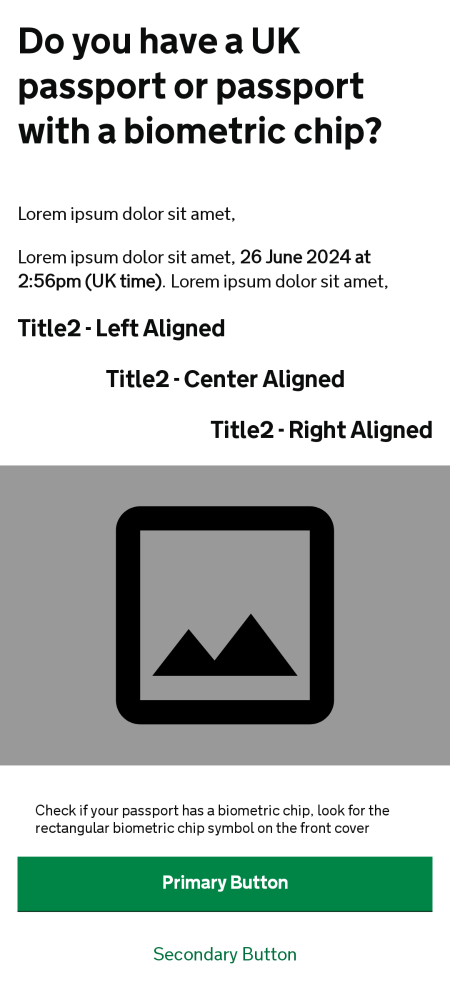 Do you have a UK
passport or passport
with a biometric chip?
Lorem ipsum dolor sit amet,
Lorem ipsum dolor sit amet, 26 June 2024 at
2:56pm (UK time). Lorem ipsum dolor sit amet,
Title2 - Left Aligned
Title2 - Center Aligned
Title2 - Right Aligned
Check if your passport has a biometric chip, look for the
rectangular biometric chip symbol on the front cover
Primary Button
Secondary Button